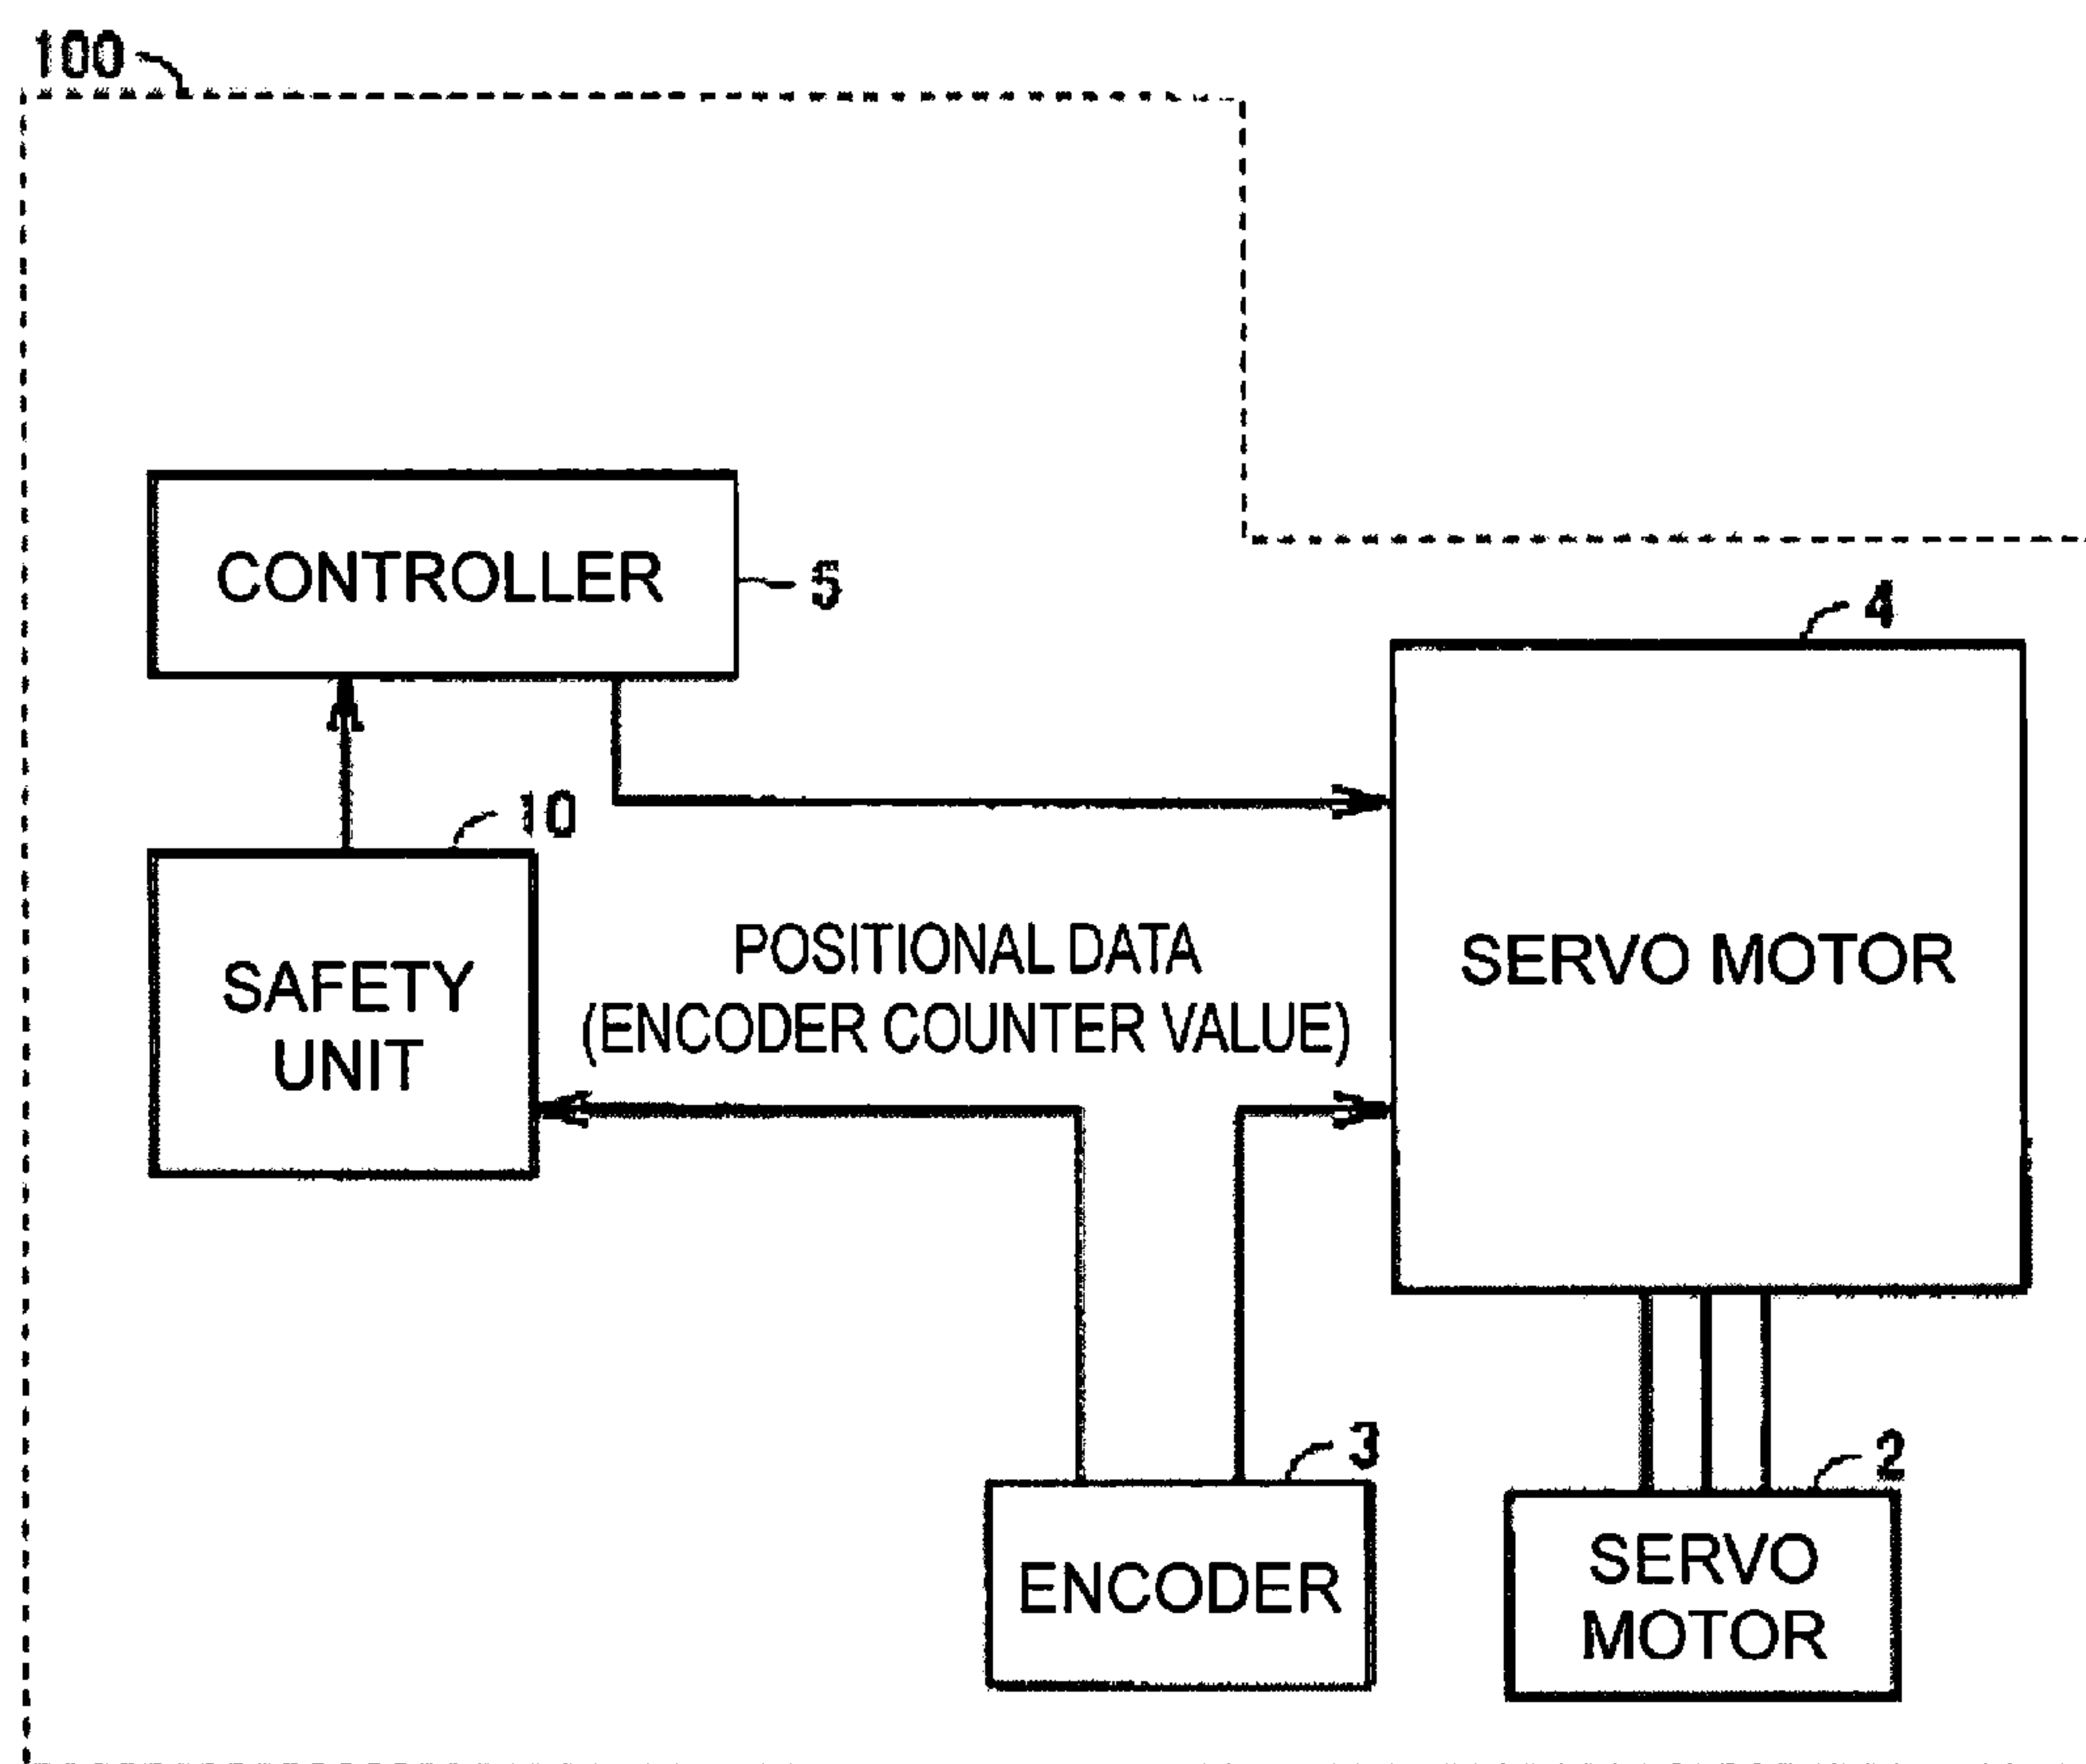 100
CONTROLLER
5
4
10
SAFETY
UNIT
POSITIONAL DATA
(ENCODER COUNTER VALUE)
SERVO MOTOR
3
ENCODER
2
SERVO
MOTOR